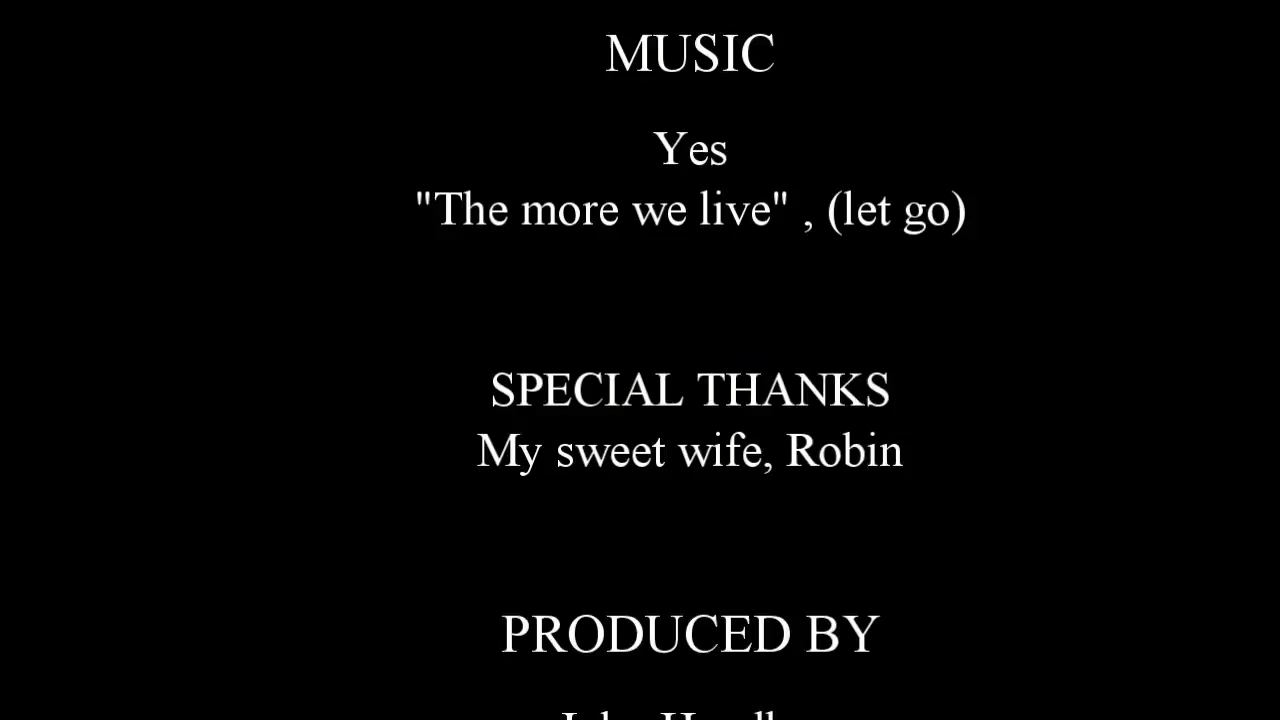 MUSIC
Yes
"The more we live" , (let go)
SPECIAL THANKS
My sweet wife, Robin
PRODUCED BY